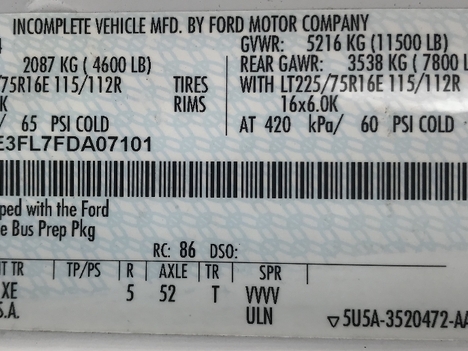 INCOMPLETE VEHICLE MFD. BY FORD MOTOR COMPANY
GVWR: 5216 KG (11500 LB)
2087 KG ( 4600 LB) REAR GAWR: 3538 KG ( 7800 L
/75R16E 115/112R TIRES WITH LT225/75R16E 115/112R
K RIMS 16x6.0K
/ 65 PSI COLD AT 420 kPa/ 60 PSI COLD
E3FL7FDA07101
ped with the Ford
e Bus Prep Pkg
RC: 86 DSO:
NT TR TP/PS R AXLE TR SPR
XE 5 52 T VVVV
S.A. ULN ▽5U5A-3520472-AA